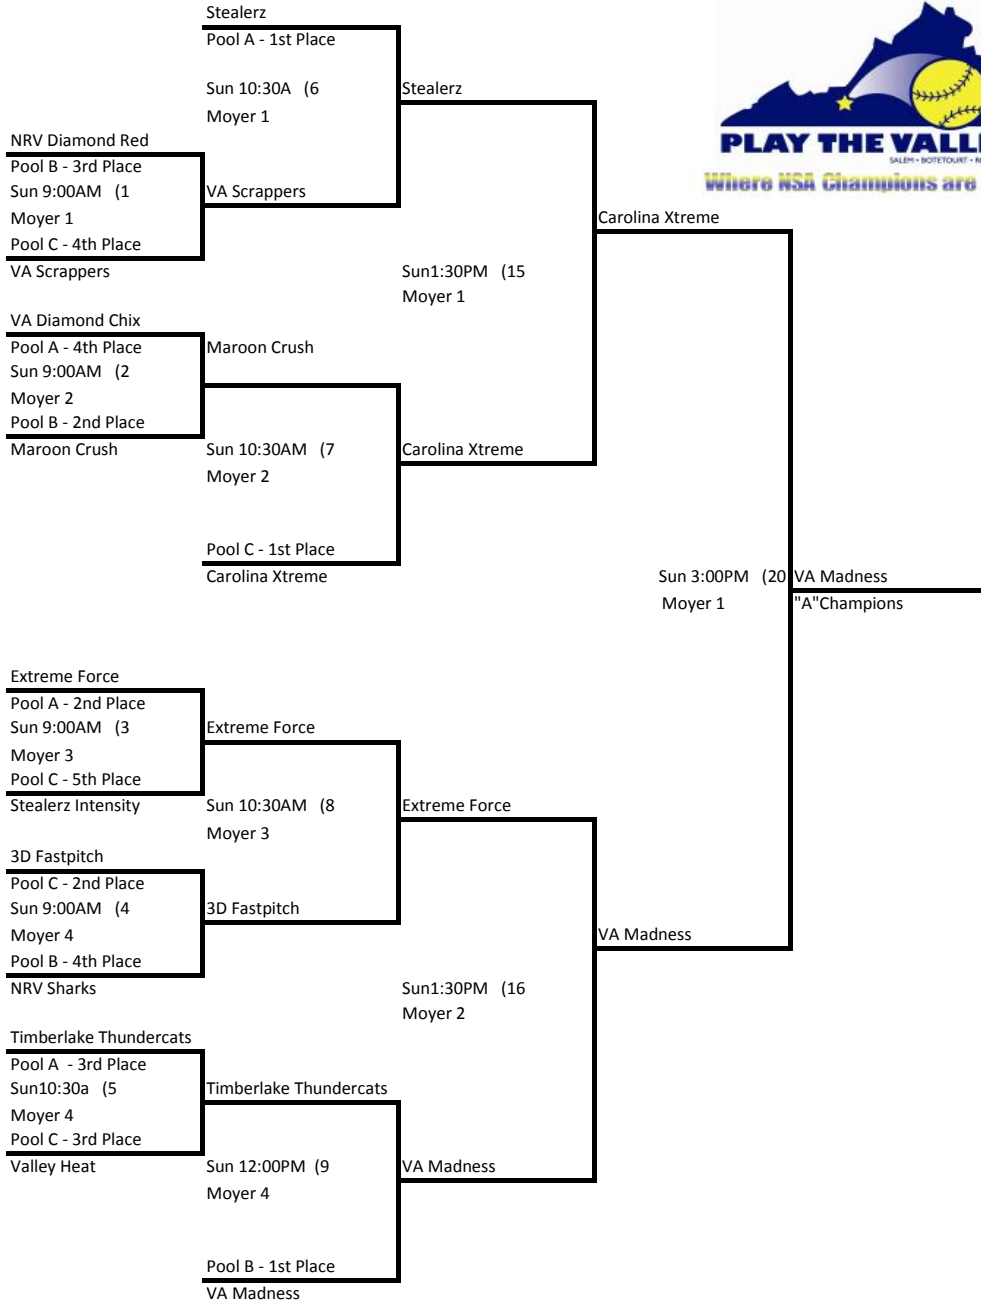 Stealerz
Pool A - 1st Place
Sun 10:30A (6
Moyer 1
Stealerz
PLAY THE VALL
SALEM • BOTETOURT •
Where NSA Champions are
NRV Diamond Red
Pool B - 3rd Place
Sun 9:00AM (1
Moyer 1
Pool C - 4th Place
VA Scrappers
VA Scrappers
Carolina Xtreme
Sun1:30PM (15
Moyer 1
VA Diamond Chix
Pool A - 4th Place
Sun 9:00AM (2
Moyer 2
Pool B - 2nd Place
Maroon Crush
Maroon Crush
Sun 10:30AM (7
Moyer 2
Carolina Xtreme
Pool C - 1st Place
Carolina Xtreme
Sun 3:00PM (20
Moyer 1
VA Madness
"A"Champions
Extreme Force
Pool A - 2nd Place
Sun 9:00AM (3
Moyer 3
Pool C - 5th Place
Stealerz Intensity
Extreme Force
Sun 10:30AM (8
Moyer 3
Extreme Force
3D Fastpitch
Pool C - 2nd Place
Sun 9:00AM (4
Moyer 4
Pool B - 4th Place
NRV Sharks
3D Fastpitch
VA Madness
Sun1:30PM (16
Moyer 2
Timberlake Thundercats
Pool A - 3rd Place
Sun10:30a (5
Moyer 4
Pool C - 3rd Place
Valley Heat
Timberlake Thundercats
Sun 12:00PM (9
Moyer 4
VA Madness
Pool B - 1st Place
VA Madness